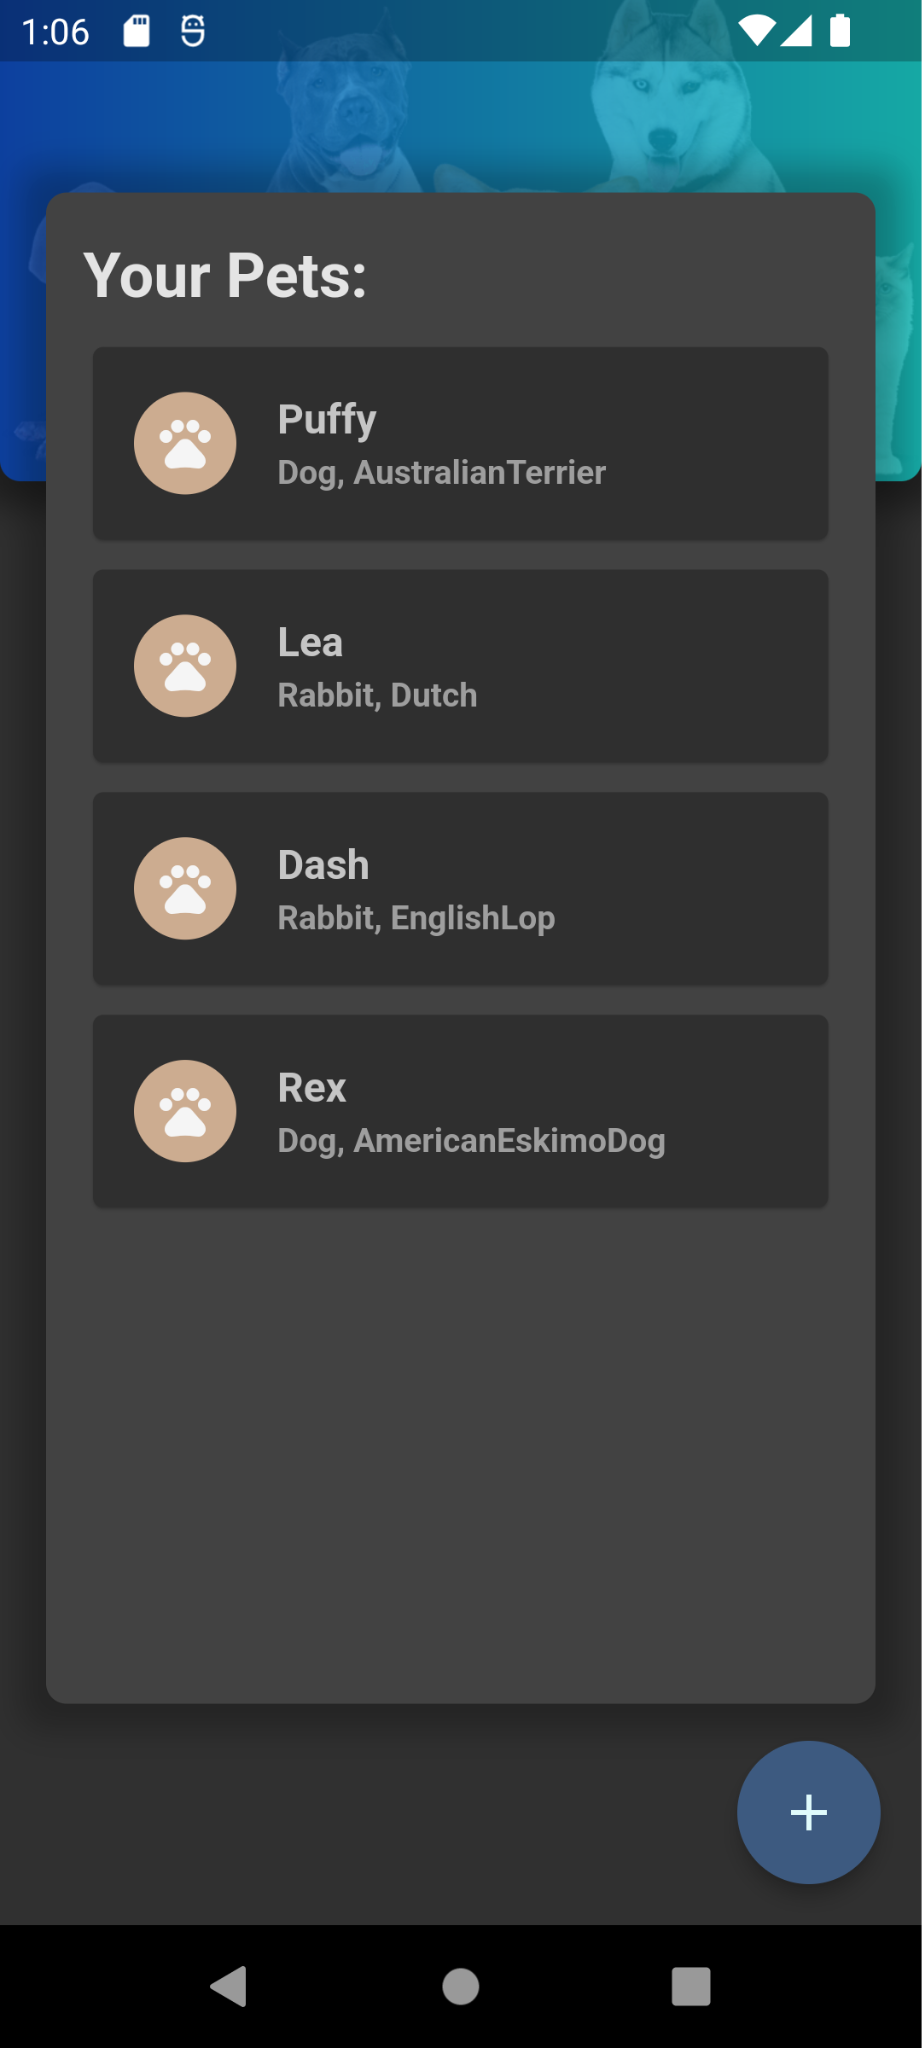 1:06
Your Pets:
Puffy
Dog, AustralianTerrier
Lea
Rabbit, Dutch
Dash
Rabbit, EnglishLop
Rex
Dog, AmericanEskimoDog